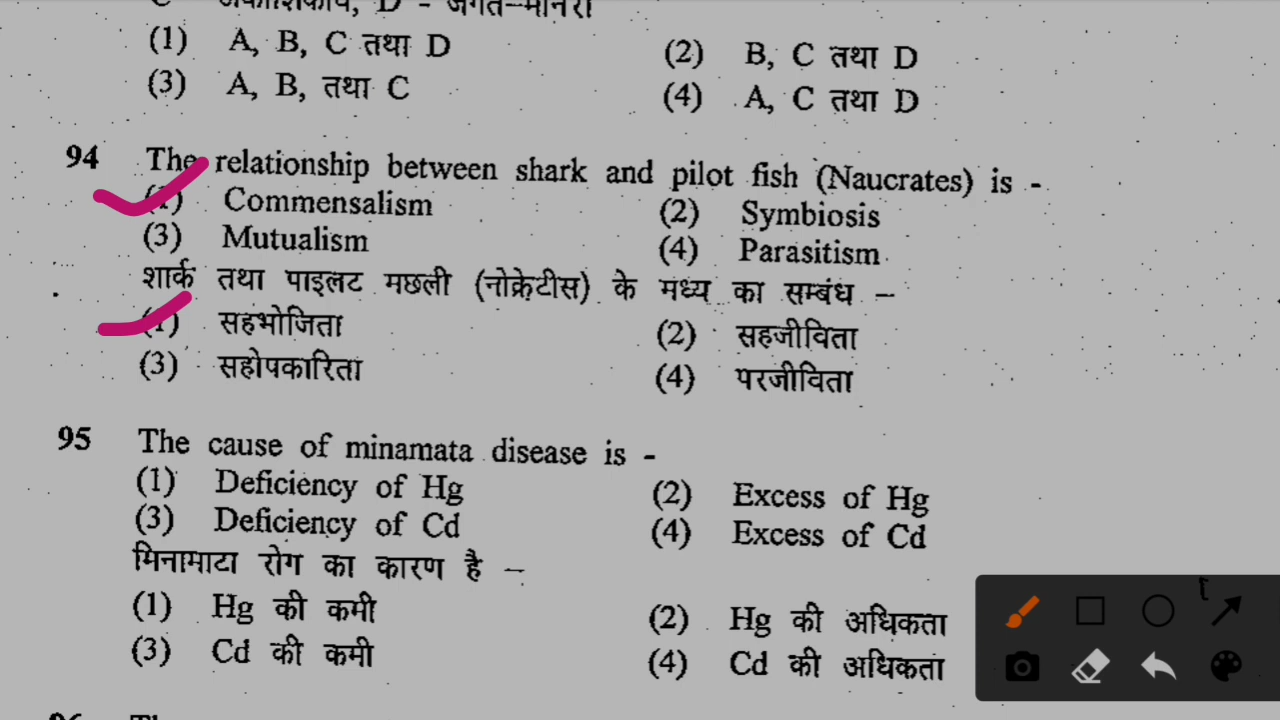 (1) A, B, C तथा D (2) B, C तथा D
(3) A, B, तथा C (4) A, C तथा D
94 The relationship between shark and pilot fish (Naucrates) is -
(1) Commensalism (2) Symbiosis
(3) Mutualism (4) Parasitism
शार्क तथा पाइलट मछली (नोक्रेटीस) के मध्य का सम्बंध –
(1) सहभोजिता (2) सहजीविता
(3) सहोपकारिता (4) परजीविता
95 The cause of minamata disease is -
(1) Deficiency of Hg (2) Excess of Hg
(3) Deficiency of Cd (4) Excess of Cd
मिनामाटा रोग का कारण है –
(1) Hg की कमी (2) Hg की अधिकता
(3) Cd की कमी (4) Cd की अधिकता